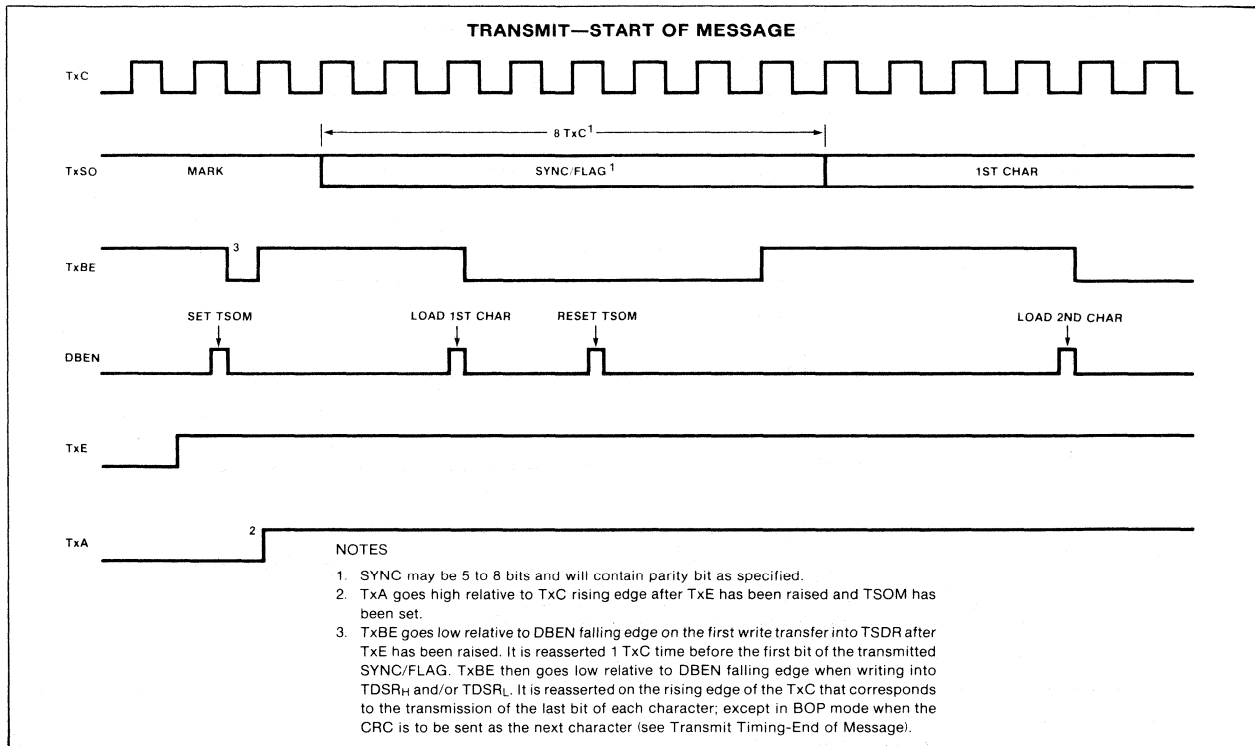 TRANSMIT—START OF MESSAGE
TxC
8 TxC1
TxSO
MARK
SYNC/FLAG1
1ST CHAR
TxBE
3
SET TSOM
LOAD 1ST CHAR
RESET TSOM
LOAD 2ND CHAR
DBEN
TxE
TxA
2
NOTES
1. SYNC may be 5 to 8 bits and will contain parity bit as specified.
2. TxA goes high relative to TxC rising edge after TxE has been raised and TSOM has
been set.
3. TxBE goes low relative to DBEN falling edge on the first write transfer into TSDR after
TxE has been raised. It is reasserted 1 TxC time before the first bit of the transmitted
SYNC/FLAG. TxBE then goes low relative to DBEN falling edge when writing into
TDSRH and/or TDSRL. It is reasserted on the rising edge of the TxC that corresponds
to the transmission of the last bit of each character; except in BOP mode when the
CRC is to be sent as the next character (see Transmit Timing-End of Message).